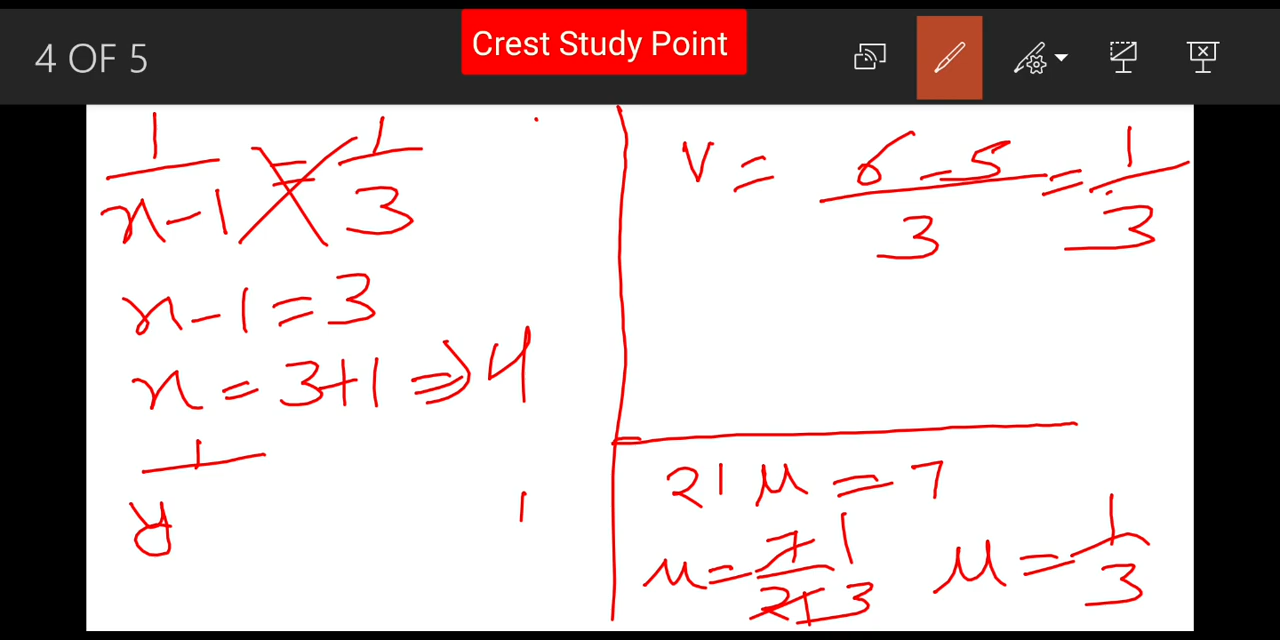 4 OF 5
Crest Study Point
1/(x-1) = 1/3
x-1=3
x = 3+1 ⇒ 4
1/y
1
V = (6-5)/3 = 1/3
21 u = 7
u = 7/21 1/3
u = 1/3